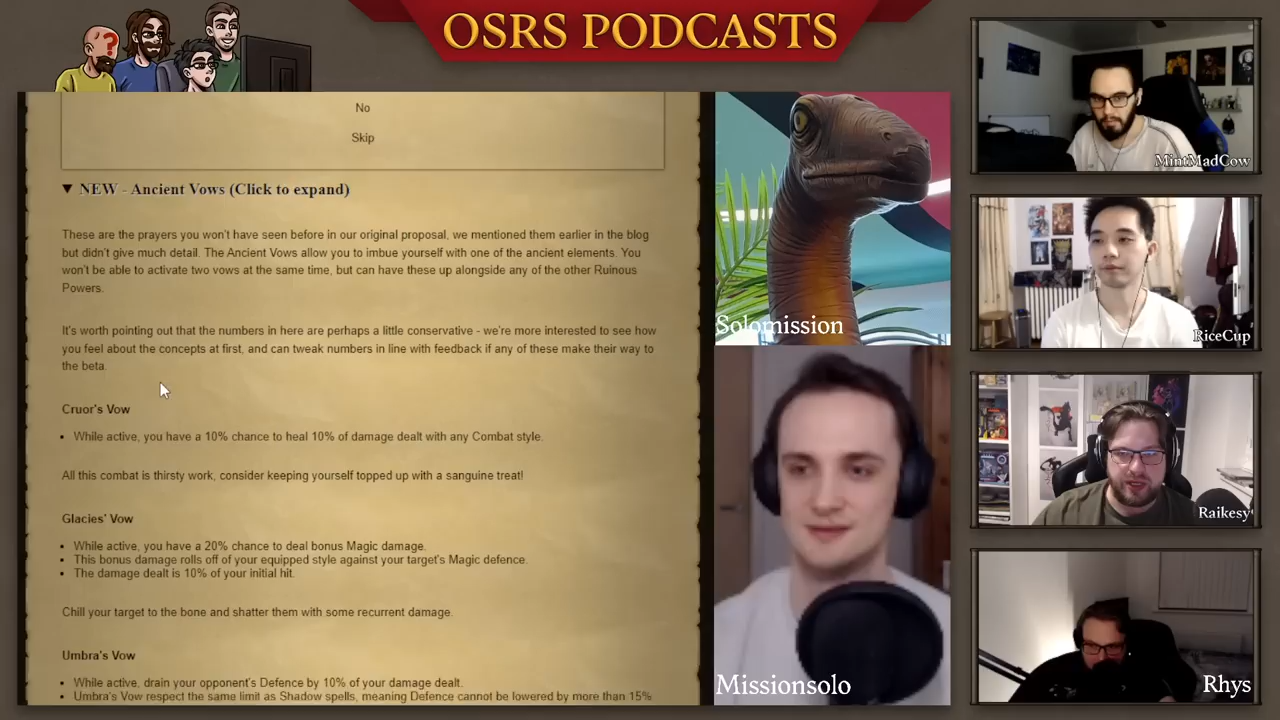 OSRS PODCASTS
No
Skip
▼ NEW - Ancient Vows (Click to expand)
These are the prayers you won't have seen before in our original proposal, we mentioned them earlier in the blog
but didn't give much detail. The Ancient Vows allow you to imbue yourself with one of the ancient elements. You
won't be able to activate two vows at the same time, but can have these up alongside any of the other Ruinous
Powers.
It's worth pointing out that the numbers in here are perhaps a little conservative - we're more interested to see how
you feel about the concepts at first, and can tweak numbers in line with feedback if any of these make their way to
the beta.
Cruor's Vow
• While active, you have a 10% chance to heal 10% of damage dealt with any Combat style.
All this combat is thirsty work, consider keeping yourself topped up with a sanguine treat!
Glacies' Vow
• While active, you have a 20% chance to deal bonus Magic damage.
• This bonus damage rolls off of your equipped style against your target's Magic defence.
• The damage dealt is 10% of your initial hit.
Chill your target to the bone and shatter them with some recurrent damage.
Umbra's Vow
• While active, drain your opponent's Defence by 10% of your damage dealt.
• Umbra's Vow respect the same limit as Shadow spells, meaning Defence cannot be lowered by more than 15%
Solomission
Missionsolo
MintMadCow
RiceCup
Raikesy
Rhys